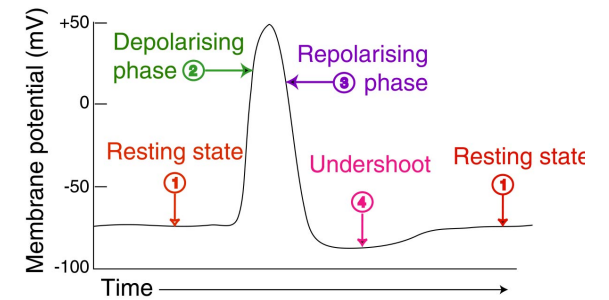 Membrane potential (mV)
+50
0
-50
-100
Depolarising
phase 2
Repolarising
3 phase
Resting state
1
Undershoot
4
Resting state
1
Time